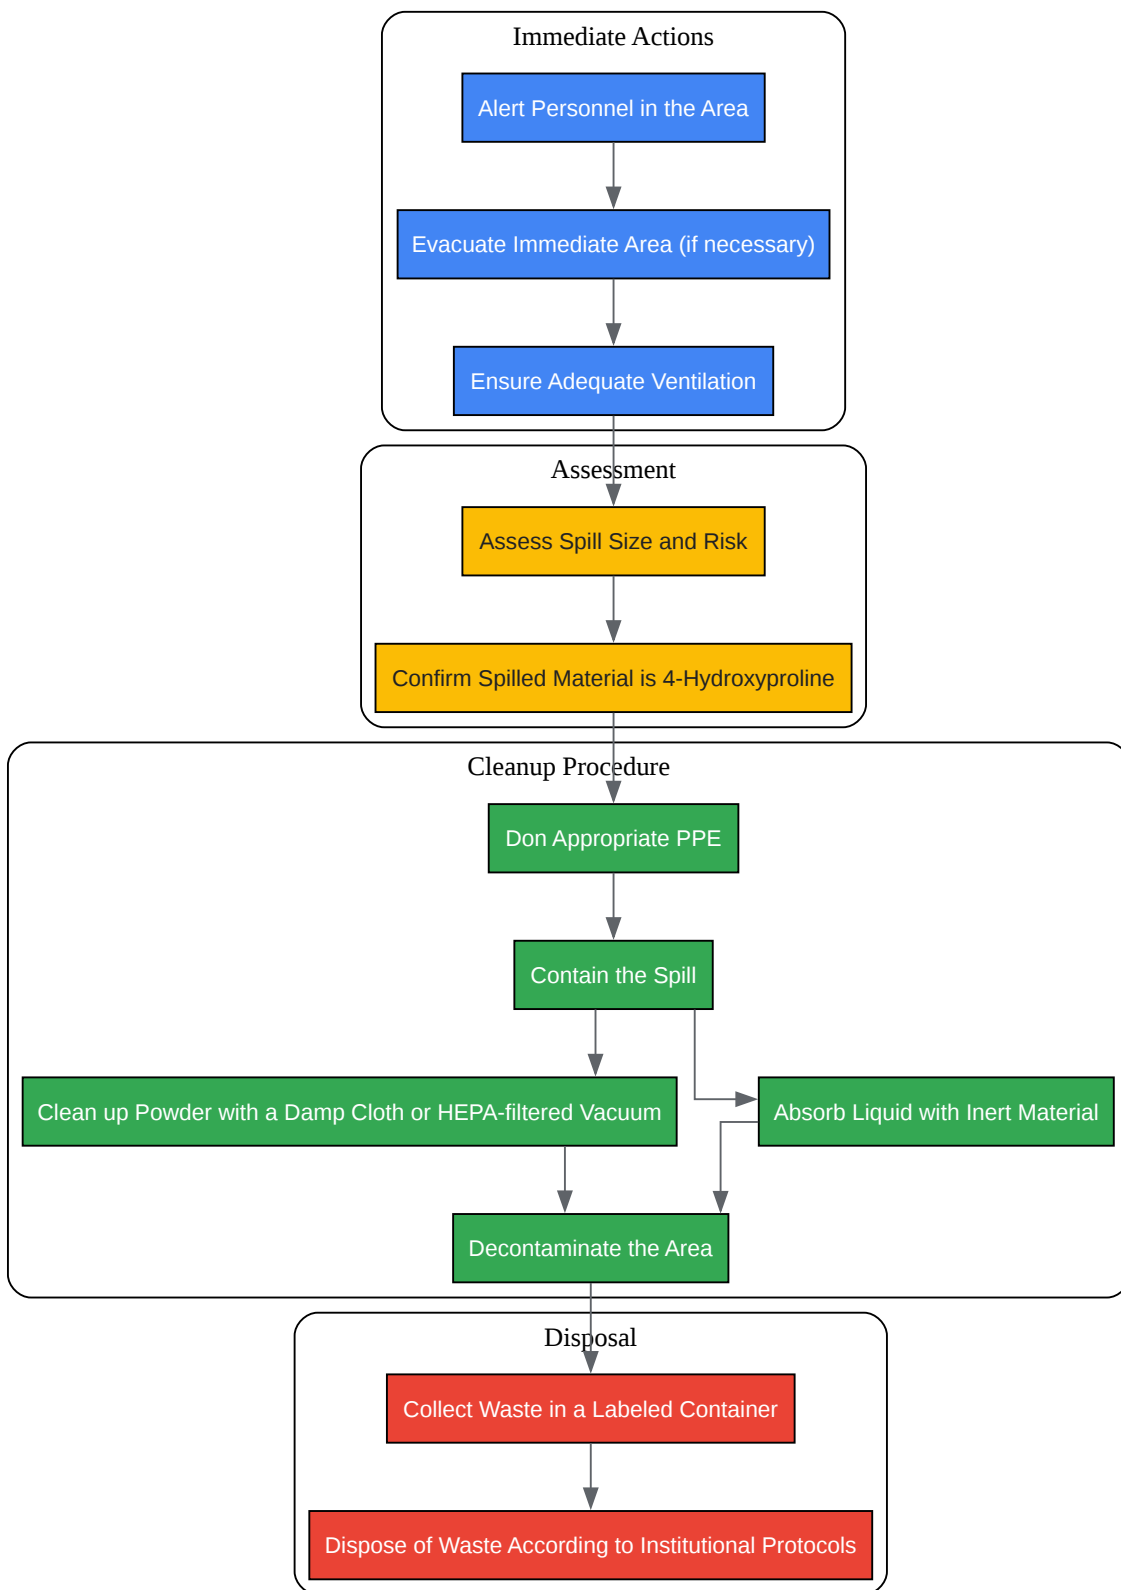 Immediate Actions
Alert Personnel in the Area
Evacuate Immediate Area (if necessary)
Ensure Adequate Ventilation
Assessment
Assess Spill Size and Risk
Confirm Spilled Material is 4-Hydroxyproline
Cleanup Procedure
Don Appropriate PPE
Contain the Spill
Clean up Powder with a Damp Cloth or HEPA-filtered Vacuum
Absorb Liquid with Inert Material
Decontaminate the Area
Disposal
Collect Waste in a Labeled Container
Dispose of Waste According to Institutional Protocols